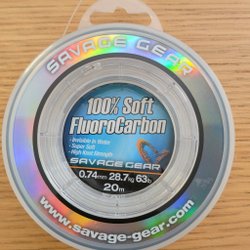 SAVAGE GEAR
100% Soft
FluoroCarbon
• Invisible in Water
• Super Soft
• High Knot Strength
SAVAGE GEAR
0.74mm 28.7kg 63lb
20m
www.savage-gear.com